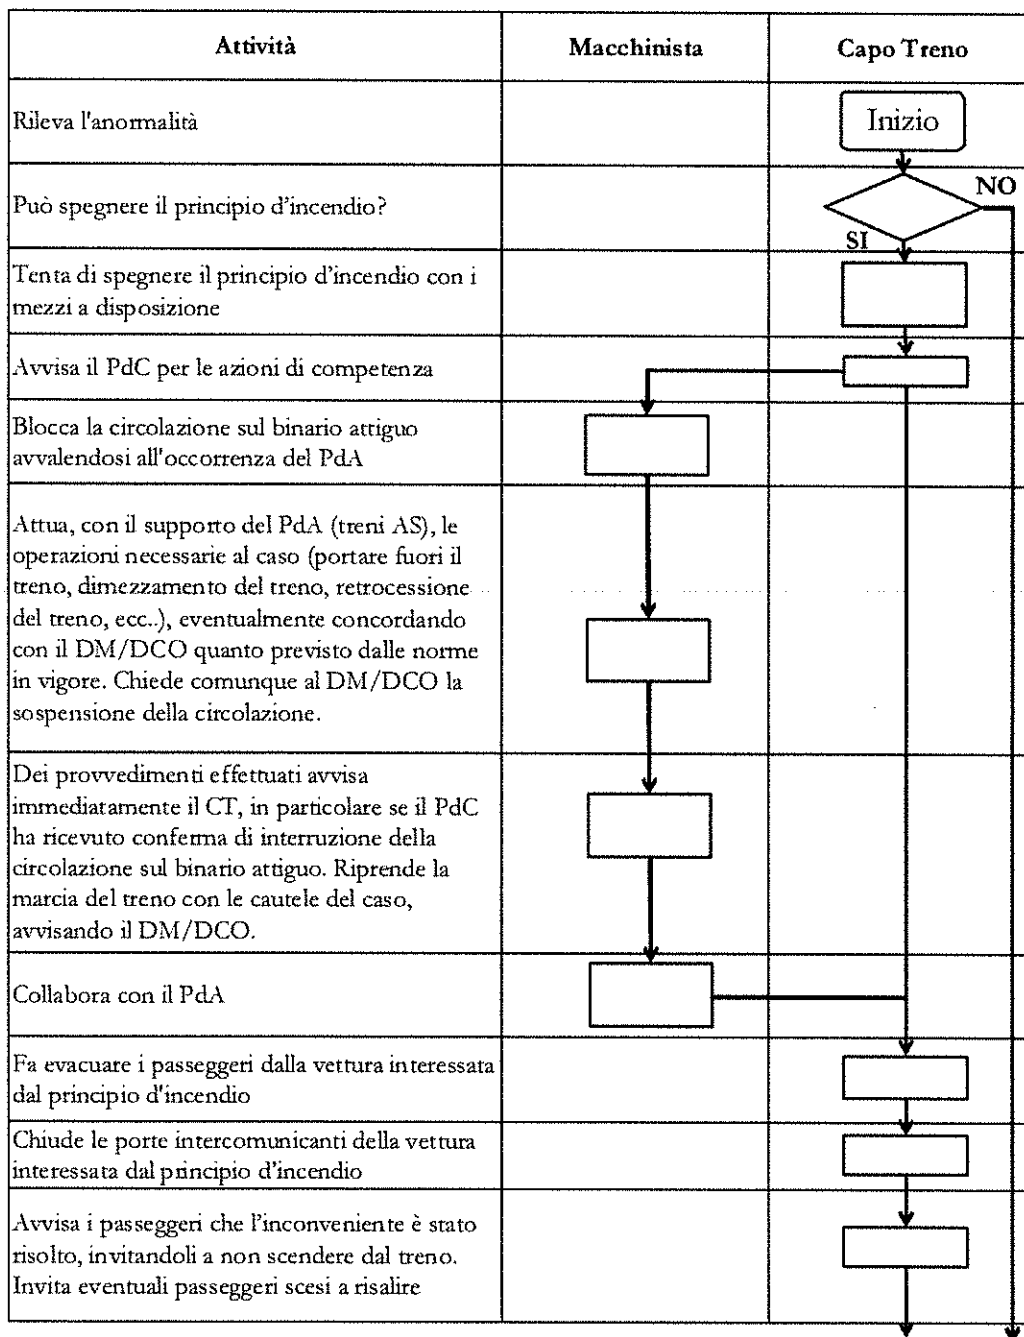 Attività Macchinista Capo Treno
Rileva l'anormalità
Inizio
Può spegnere il principio d'incendio?
NO
SI
Tenta di spegnere il principio d'incendio con i
mezzi a disposizione
Avvisa il PdC per le azioni di competenza
Blocca la circolazione sul binario attiguo
avvalendosi all'occorrenza del PdA
Attua, con il supporto del PdA (treni AS), le
operazioni necessarie al caso (portare fuori il
treno, dimezzamento del treno, retrocessione
del treno, ecc..), eventualmente concordando
con il DM/DCO quanto previsto dalle norme
in vigore. Chiede comunque al DM/DCO la
sospensione della circolazione.
Dei provvedimenti effettuati avvisa
immediatamente il CT, in particolare se il PdC
ha ricevuto conferma di interruzione della
circolazione sul binario attiguo. Riprende la
marcia del treno con le cautele del caso,
avvisando il DM/DCO.
Collabora con il PdA
Fa evacuare i passeggeri dalla vettura interessata
dal principio d'incendio
Chiude le porte intercomunicanti della vettura
interessata dal principio d'incendio
Avvisa i passeggeri che l'inconveniente è stato
risolto, invitandoli a non scendere dal treno.
Invita eventuali passeggeri scesi a risalire